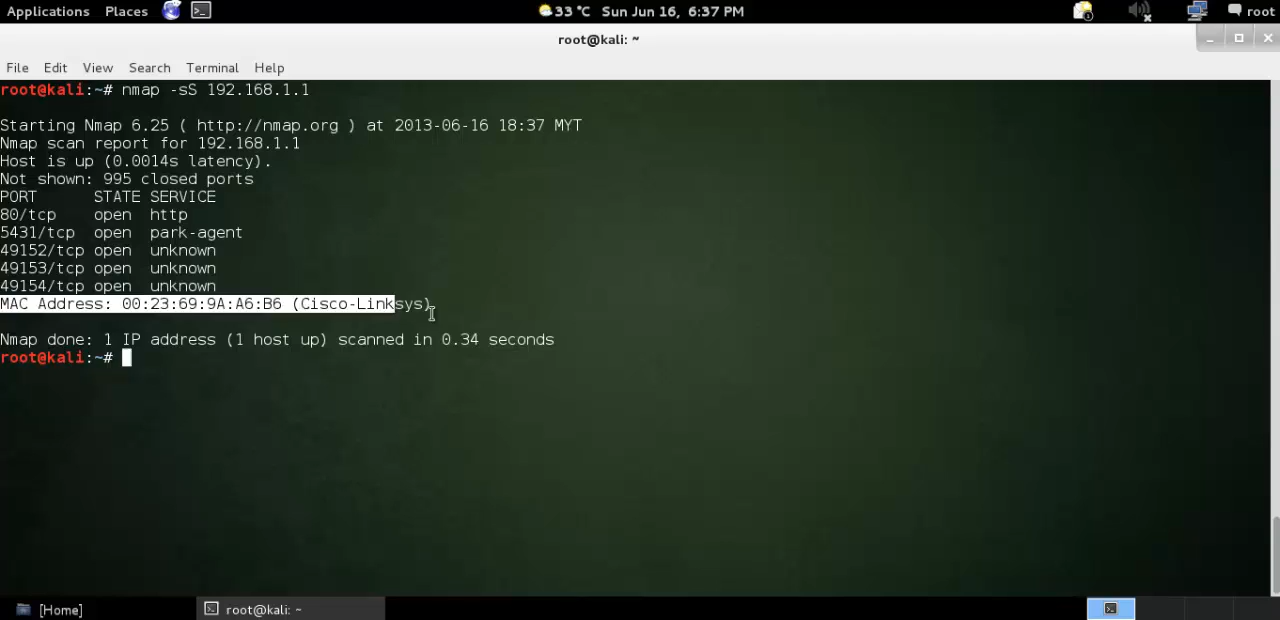 Applications Places 33 °C Sun Jun 16, 6:37 PM root
root@kali: ~
File Edit View Search Terminal Help
root@kali:~# nmap -sS 192.168.1.1
Starting Nmap 6.25 ( http://nmap.org ) at 2013-06-16 18:37 MYT
Nmap scan report for 192.168.1.1
Host is up (0.0014s latency).
Not shown: 995 closed ports
PORT STATE SERVICE
80/tcp open http
5431/tcp open park-agent
49152/tcp open unknown
49153/tcp open unknown
49154/tcp open unknown
MAC Address: 00:23:69:9A:A6:B6 (Cisco-Linksys)
Nmap done: 1 IP address (1 host up) scanned in 0.34 seconds
root@kali:~#
[Home] root@kali: ~